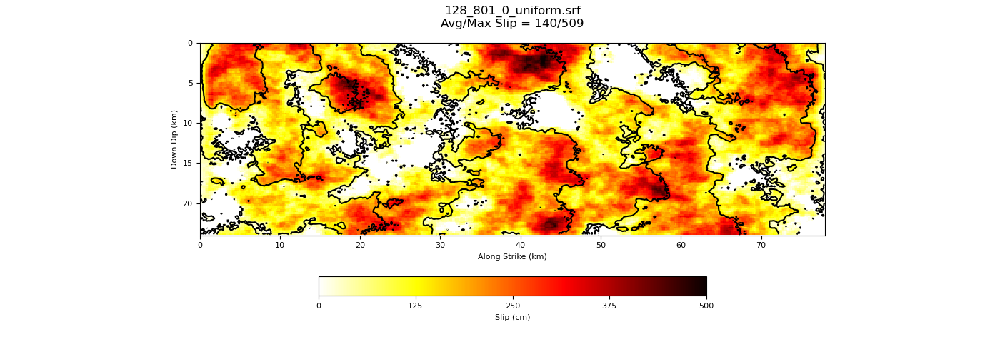 128_801_0_uniform.srf
Avg/Max Slip = 140/509
0
5
10
15
20
Down Dip (km)
0 10 20 30 40 50 60 70
Along Strike (km)
0 125 250 375 500
Slip (cm)